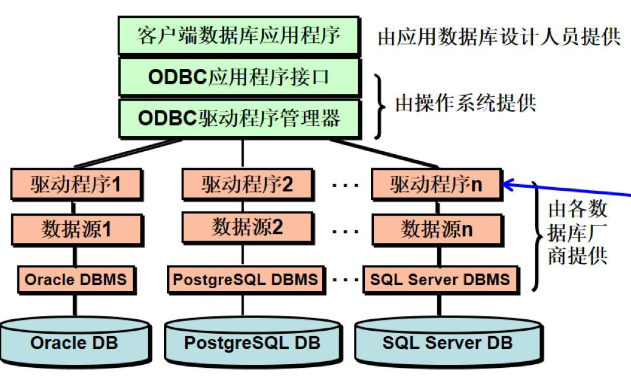 客户端数据库应用程序
由应用数据库设计人员提供
ODBC应用程序接口
ODBC驱动程序管理器
由操作系统提供
驱动程序1
驱动程序2
···
驱动程序n
数据源1
数据源2
···
数据源n
由各数
据库厂
商提供
Oracle DBMS
PostgreSQL DBMS
···
SQL Server DBMS
Oracle DB
PostgreSQL DB
SQL Server DB